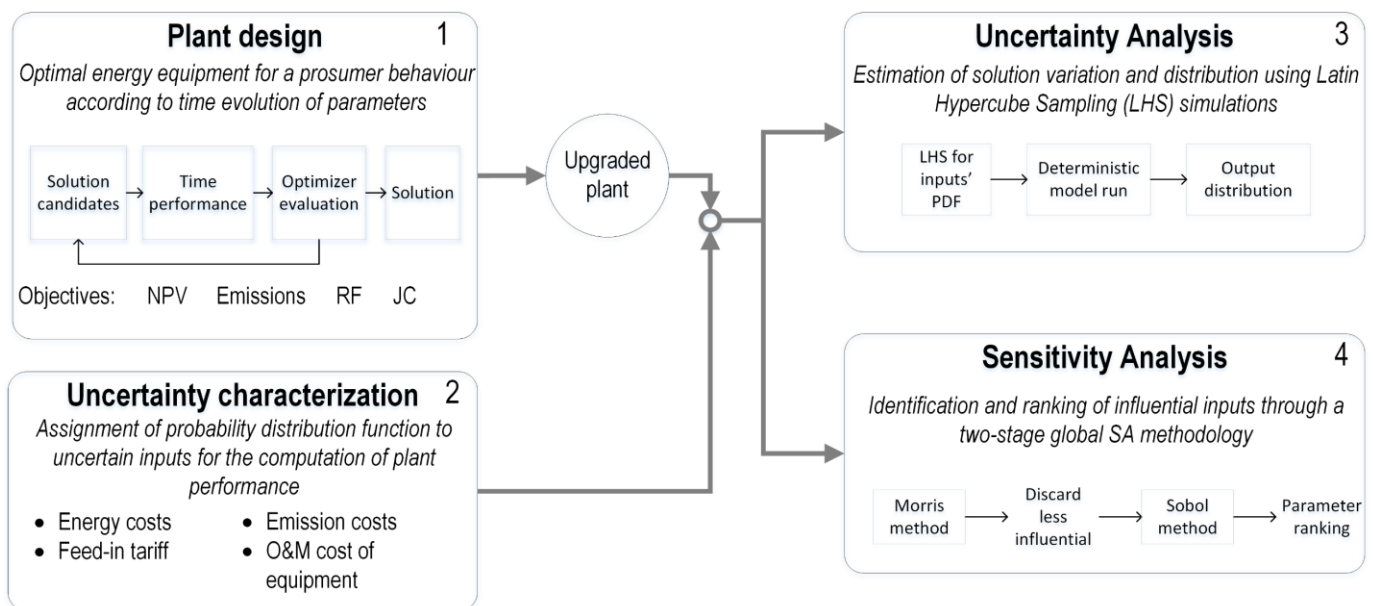 Plant design 1
Optimal energy equipment for a prosumer behaviour
according to time evolution of parameters
Solution
candidates
Time
performance
Optimizer
evaluation
Solution
Objectives: NPV Emissions RF JC
Uncertainty characterization 2
Assignment of probability distribution function to
uncertain inputs for the computation of plant
performance
• Energy costs
• Feed-in tariff
• Emission costs
• O&M cost of
equipment
Upgraded
plant
Uncertainty Analysis 3
Estimation of solution variation and distribution using Latin
Hypercube Sampling (LHS) simulations
LHS for
inputs’
PDF
Deterministic
model run
Output
distribution
Sensitivity Analysis 4
Identification and ranking of influential inputs through a
two-stage global SA methodology
Morris
method
Discard
less
influential
Sobol
method
Parameter
ranking